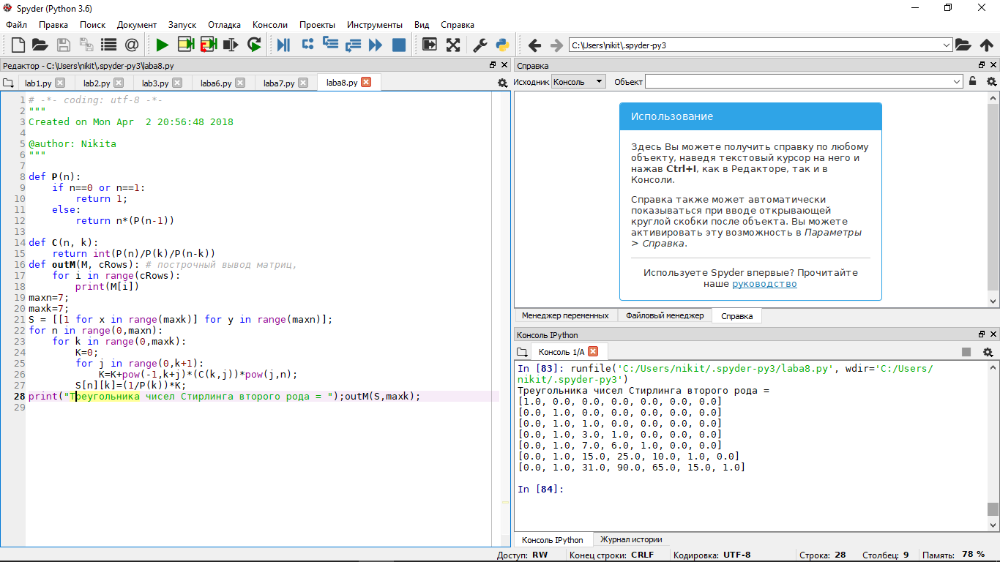 Spyder (Python 3.6)
Файл Правка Поиск Документ Запуск Отладка Консоли Проекты Инструменты Вид Справка
C:\Users\nikit\.spyder-py3
Редактор - C:\Users\nikit\.spyder-py3\laba8.py
lab1.py lab2.py lab3.py laba6.py laba7.py laba8.py
1 # -*- coding: utf-8 -*-
2 """
3 Created on Mon Apr  2 20:56:48 2018
4
5 @author: Nikita
6 """
7
8 def P(n):
9     if n==0 or n==1:
10         return 1;
11     else:
12         return n*(P(n-1))
13
14 def C(n, k):
15     return int(P(n)/P(k)/P(n-k))
16 def outM(M, cRows): # построчный вывод матриц,
17     for i in range(cRows):
18         print(M[i])
19 maxn=7;
20 maxk=7;
21 S = [[1 for x in range(maxk)] for y in range(maxn)];
22 for n in range(0,maxn):
23     for k in range(0,maxk):
24         K=0;
25         for j in range(0,k+1):
26             K=K+pow(-1,k+j)*(C(k,j))*pow(j,n);
27         S[n][k]=(1/P(k))*K;
28 print("Треугольника чисел Стирлинга второго рода = ");outM(S,maxk);
29
Справка
Исходник Консоль Объект
Использование
Здесь Вы можете получить справку по любому
объекту, наведя текстовый курсор на него и
нажав Ctrl+I, как в Редакторе, так и в
Консоли.
Справка также может автоматически
показываться при вводе открывающей
круглой скобки после объекта. Вы можете
активировать эту возможность в Параметры
> Справка.
Используете Spyder впервые? Прочитайте
наше руководство
Менеджер переменных Файловый менеджер Справка
Консоль IPython
Консоль 1/A
In [83]: runfile('C:/Users/nikit/.spyder-py3/laba8.py', wdir='C:/Users/
nikit/.spyder-py3')
Треугольника чисел Стирлинга второго рода =
[1.0, 0.0, 0.0, 0.0, 0.0, 0.0, 0.0]
[0.0, 1.0, 0.0, 0.0, 0.0, 0.0, 0.0]
[0.0, 1.0, 1.0, 0.0, 0.0, 0.0, 0.0]
[0.0, 1.0, 3.0, 1.0, 0.0, 0.0, 0.0]
[0.0, 1.0, 7.0, 6.0, 1.0, 0.0, 0.0]
[0.0, 1.0, 15.0, 25.0, 10.0, 1.0, 0.0]
[0.0, 1.0, 31.0, 90.0, 65.0, 15.0, 1.0]
In [84]:
Консоль IPython Журнал истории
Доступ: RW Конец строки: CRLF Кодировка: UTF-8 Строка: 28 Столбец: 9 Память: 78 %